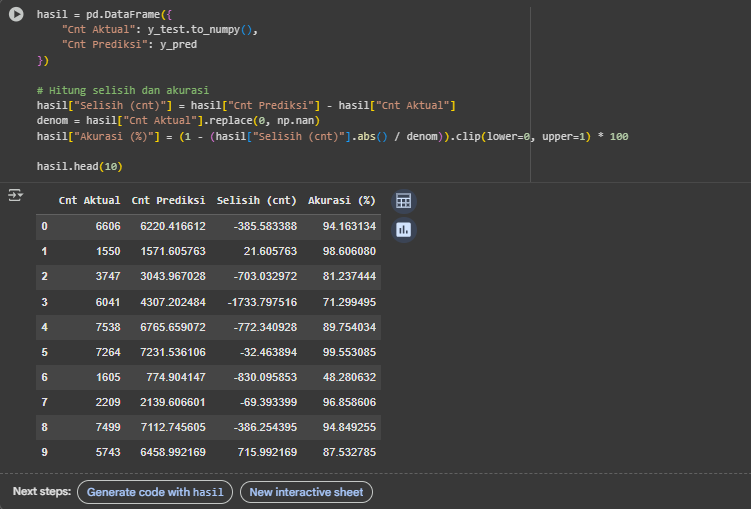 hasil = pd.DataFrame({
    "Cnt Aktual": y_test.to_numpy(),
    "Cnt Prediksi": y_pred
})

# Hitung selisih dan akurasi
hasil["Selisih (cnt)"] = hasil["Cnt Prediksi"] - hasil["Cnt Aktual"]
denom = hasil["Cnt Aktual"].replace(0, np.nan)
hasil["Akurasi (%)"] = (1 - (hasil["Selisih (cnt)"].abs() / denom)).clip(lower=0, upper=1) * 100

hasil.head(10)
Cnt Aktual Cnt Prediksi Selisih (cnt) Akurasi (%)
0 6606 6220.416612 -385.583388 94.163134
1 1550 1571.605763 21.605763 98.606080
2 3747 3043.967028 -703.032972 81.237444
3 6041 4307.202484 -1733.797516 71.299495
4 7538 6765.659072 -772.340928 89.754034
5 7264 7231.536106 -32.463894 99.553085
6 1605 774.904147 -830.095853 48.280632
7 2209 2139.606601 -69.393399 96.858606
8 7499 7112.745605 -386.254395 94.849255
9 5743 6458.992169 715.992169 87.532785
Next steps: Generate code with hasil New interactive sheet